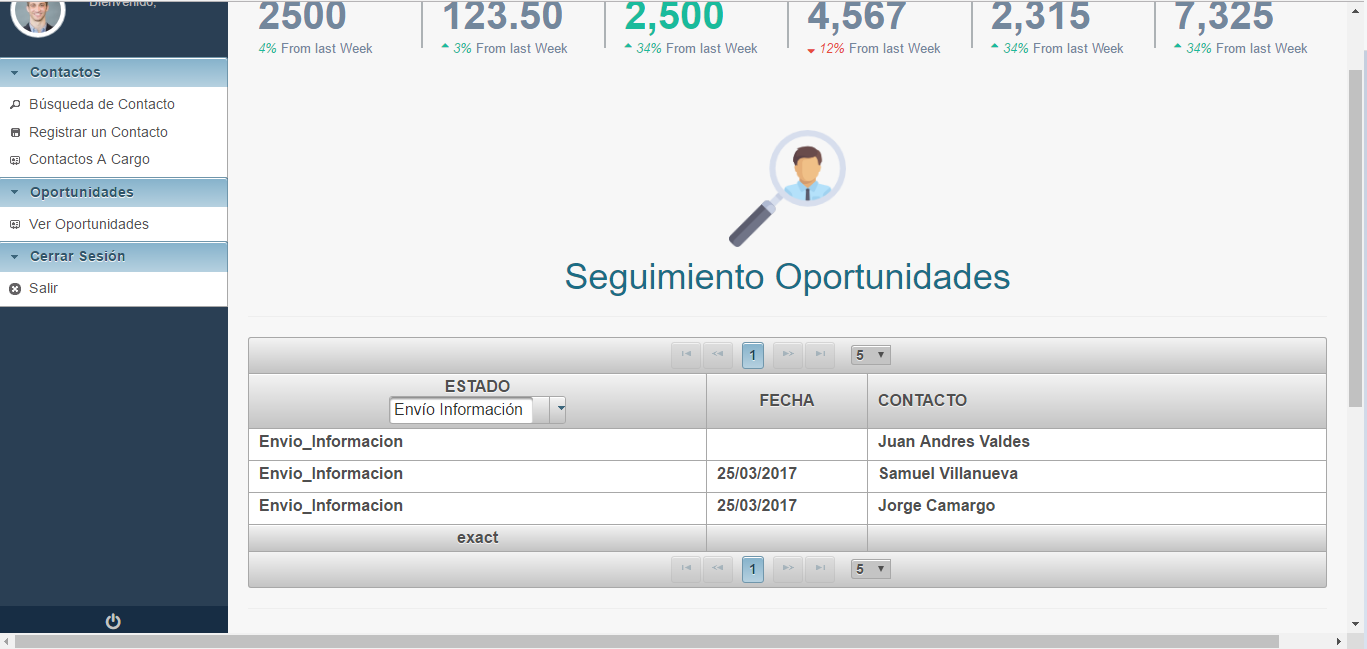 Bienvenido,
2500
4% From last Week
123.50
3% From last Week
2,500
34% From last Week
4,567
12% From last Week
2,315
34% From last Week
7,325
34% From last Week
Contactos
Búsqueda de Contacto
Registrar un Contacto
Contactos A Cargo
Oportunidades
Ver Oportunidades
Cerrar Sesión
Salir
Seguimiento Oportunidades
1 5
ESTADO FECHA CONTACTO
Envío Información
Envio_Informacion Juan Andres Valdes
Envio_Informacion 25/03/2017 Samuel Villanueva
Envio_Informacion 25/03/2017 Jorge Camargo
exact
1 5